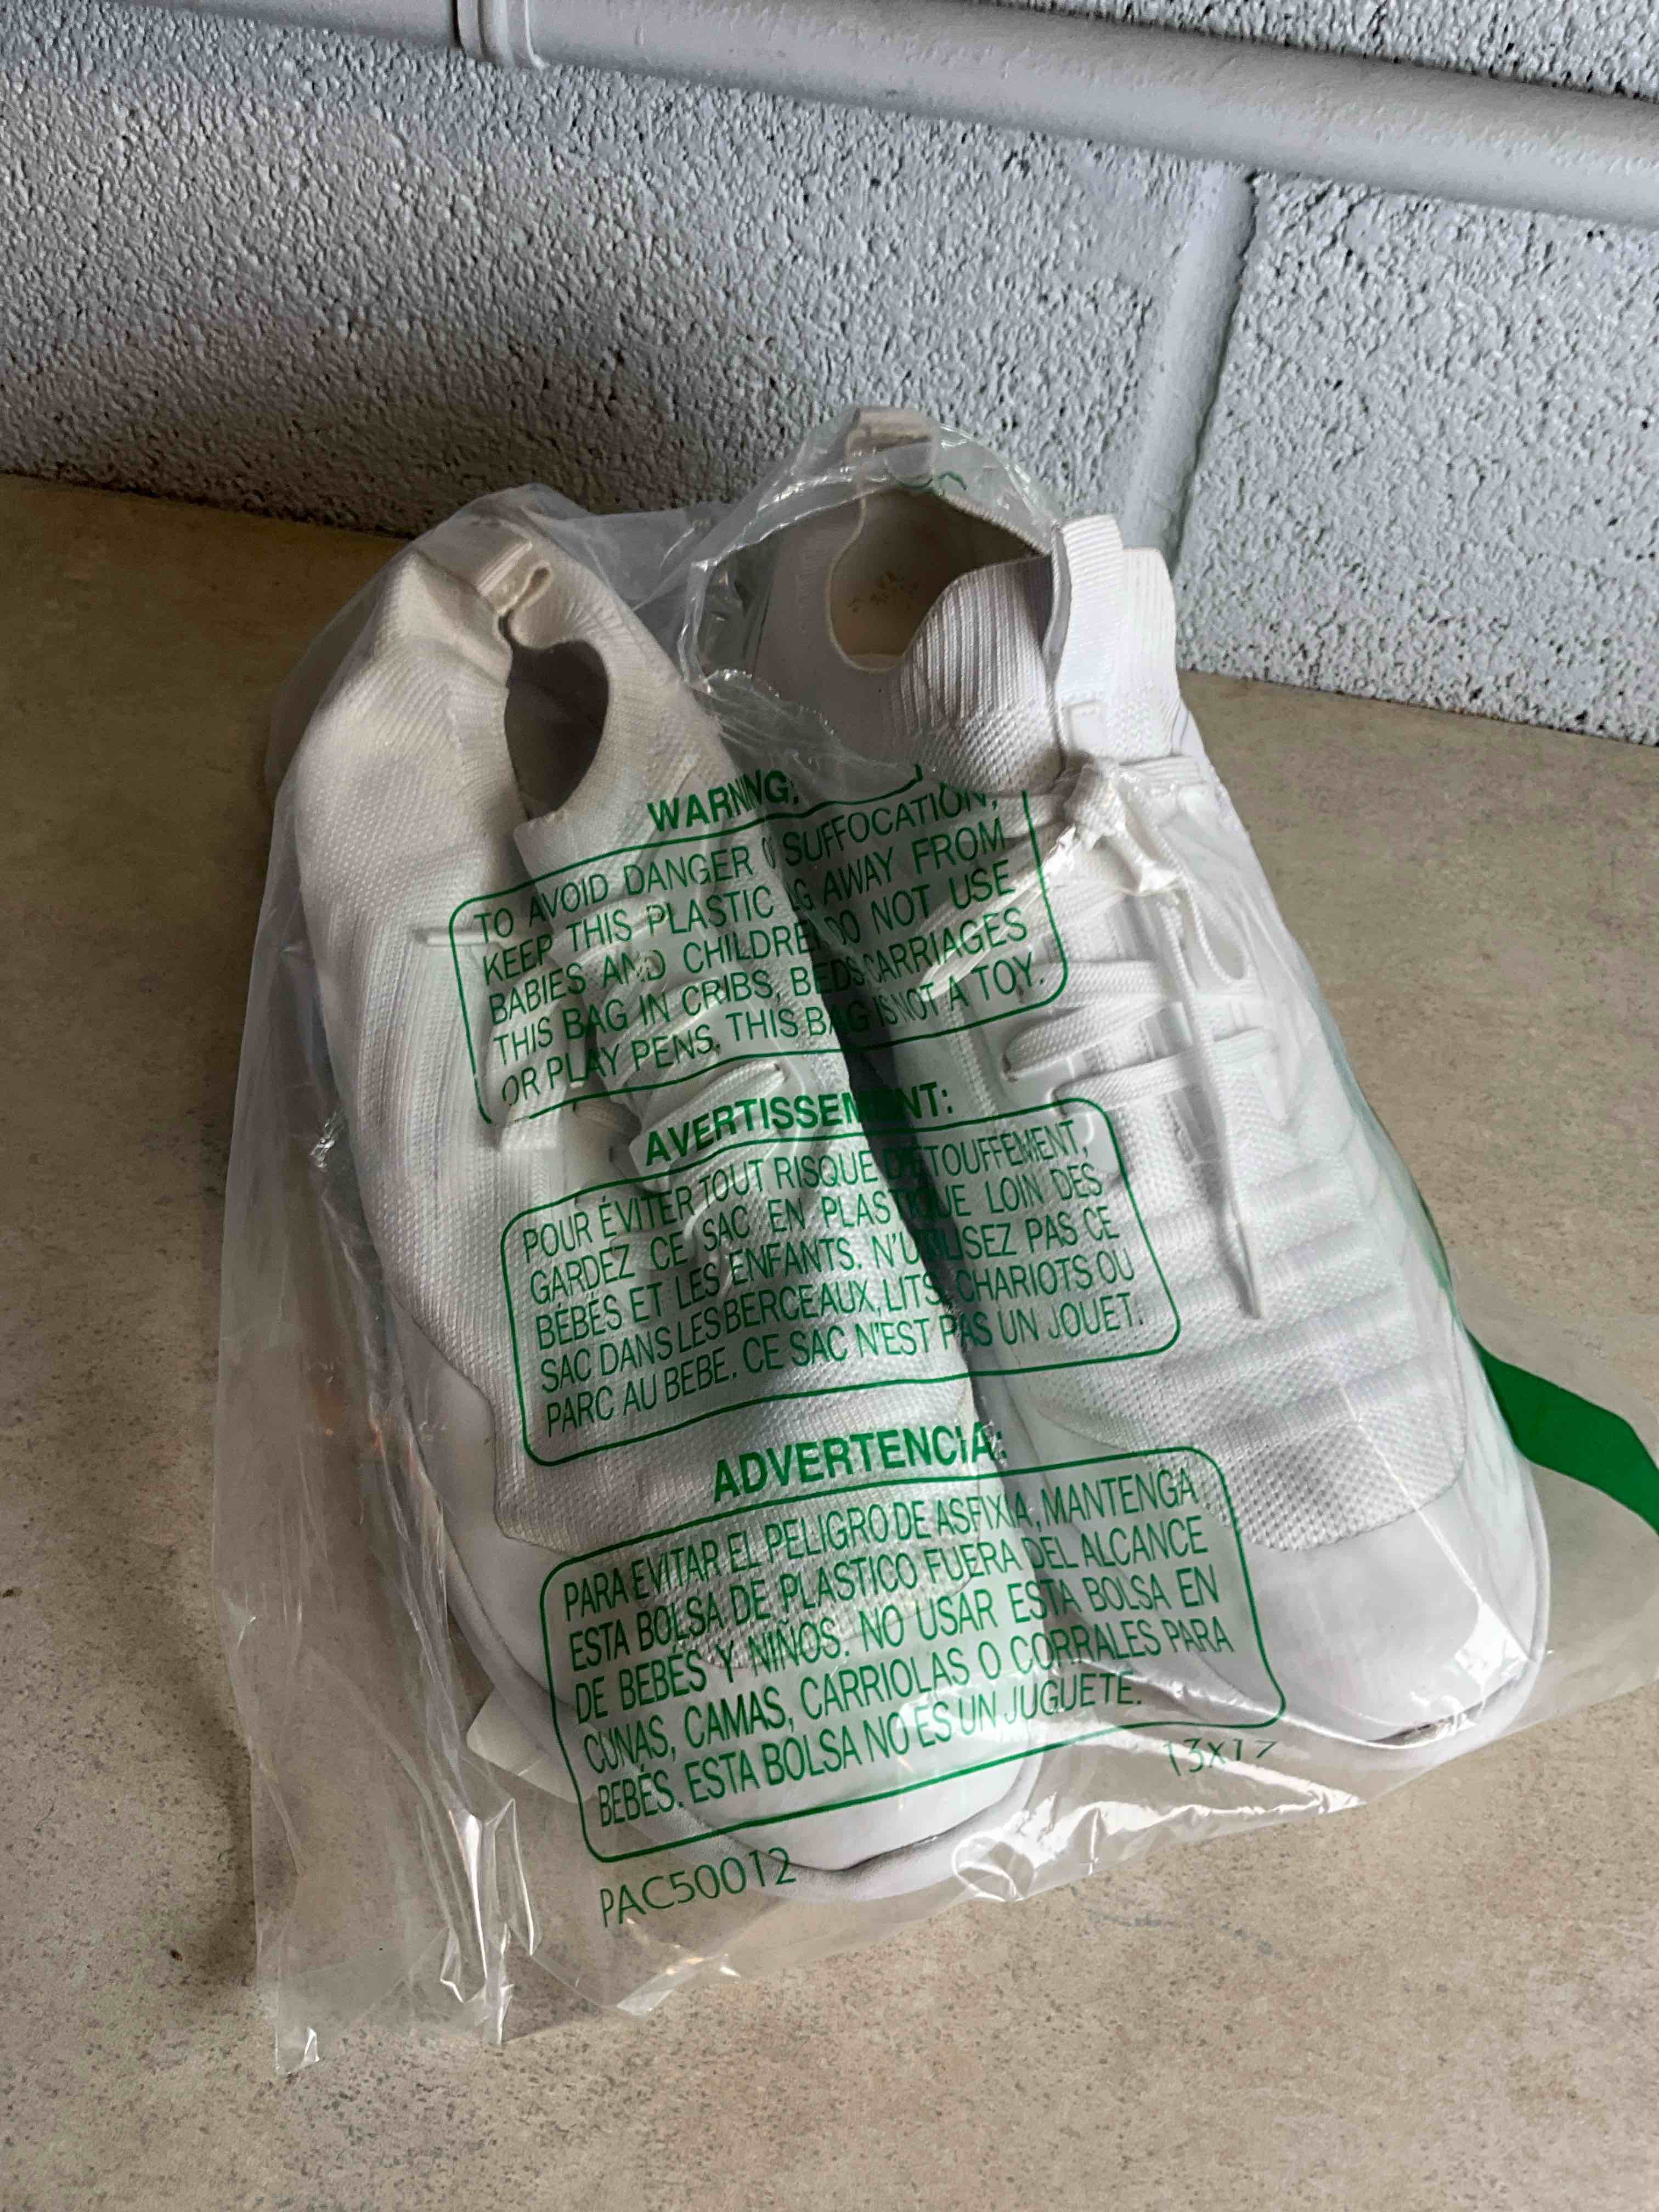 WARNING:
TO AVOID DANGER O SUFFOCATION,
KEEP THIS PLASTIC AG AWAY FROM
BABIES AND CHILDREN DO NOT USE
THIS BAG IN CRIBS, BEDS CARRIAGES
OR PLAY PENS. THIS BAG IS NOT A TOY.
AVERTISSEMENT:
POUR ÉVITER TOUT RISQUE D'ETOUFFEMENT,
GARDEZ CE SAC EN PLASTIQUE LOIN DES
BÉBÉS ET LES ENFANTS. N'UTILISEZ PAS CE
SAC DANS LES BERCEAUX, LITS, CHARIOTS OU
PARC AU BEBE. CE SAC N'EST PAS UN JOUET.
ADVERTENCIA:
PARA EVITAR EL PELIGRO DE ASFIXIA, MANTENGA
ESTA BOLSA DE PLASTICO FUERA DEL ALCANCE
DE BEBÉS Y NIÑOS. NO USAR ESTA BOLSA EN
CUNAS, CAMAS, CARRIOLAS O CORRALES PARA
BEBÉS. ESTA BOLSA NO ES UN JUGUETE.
13x17
PAC50012